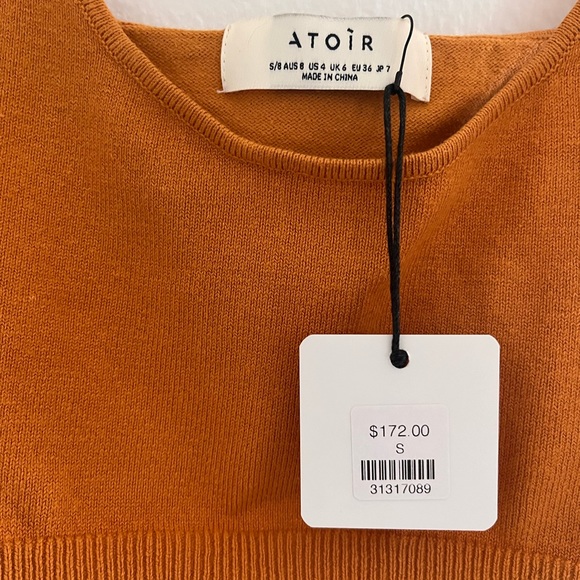 ATOÌR
S/8 AUS 8 US 4 UK 6 EU 36 JP 7
MADE IN CHINA
$172.00
S
31317089